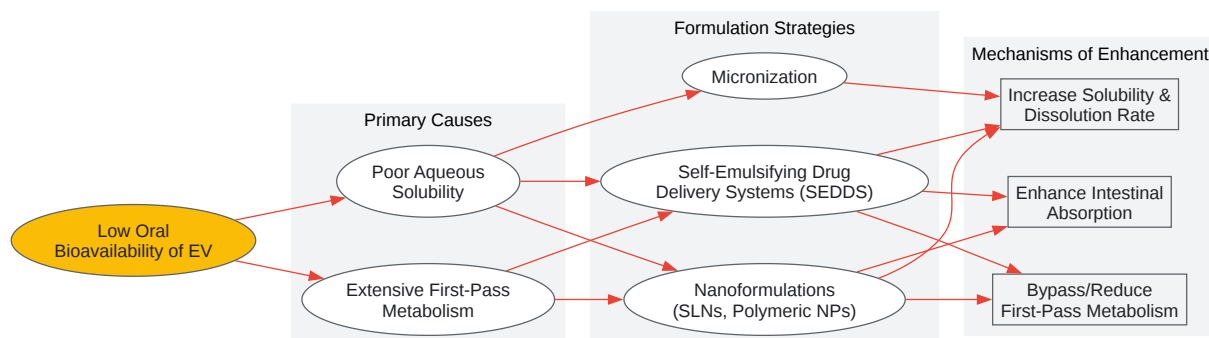 Low Oral
Bioavailability of EV
Primary Causes
Poor Aqueous
Solubility
Extensive First-Pass
Metabolism
Formulation Strategies
Micronization
Self-Emulsifying Drug
Delivery Systems (SEDDS)
Nanoformulations
(SLNs, Polymeric NPs)
Mechanisms of Enhancement
Increase Solubility &
Dissolution Rate
Enhance Intestinal
Absorption
Bypass/Reduce
First-Pass Metabolism